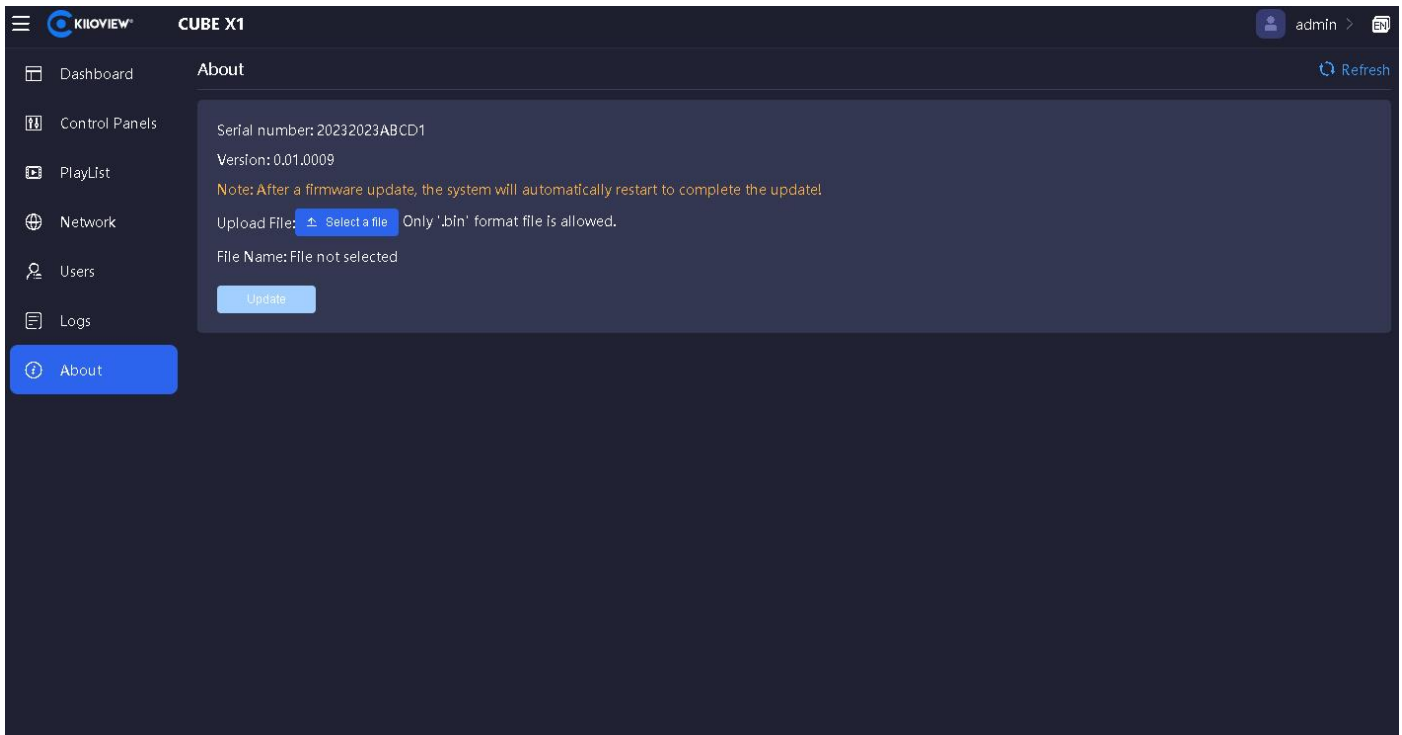 KILOVIEW® CUBE X1 admin > EN
Dashboard
Control Panels
PlayList
Network
Users
Logs
About
About Refresh
Serial number: 20232023ABCD1
Version: 0.01.0009
Note: After a firmware update, the system will automatically restart to complete the update!
Upload File: Select a file Only '.bin' format file is allowed.
File Name: File not selected
Update